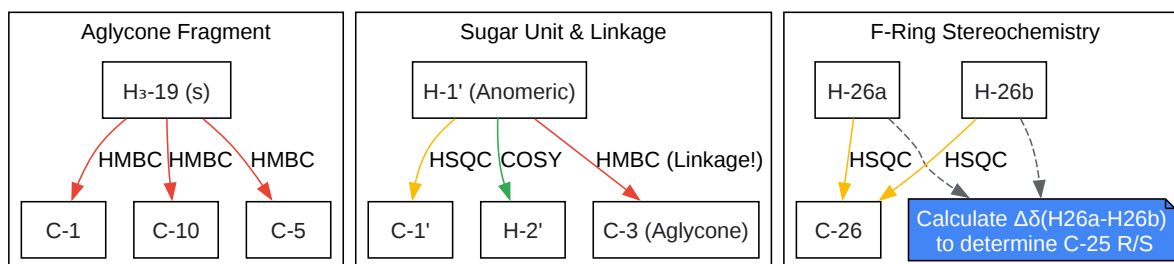 Aglycone Fragment
H₃-19 (s)
HMBC
HMBC
HMBC
C-1
C-10
C-5
Sugar Unit & Linkage
H-1' (Anomeric)
HSQC
COSY
HMBC (Linkage!)
C-1'
H-2'
C-3 (Aglycone)
F-Ring Stereochemistry
H-26a
H-26b
HSQC
HSQC
C-26
Calculate Δδ(H26a-H26b)
to determine C-25 R/S